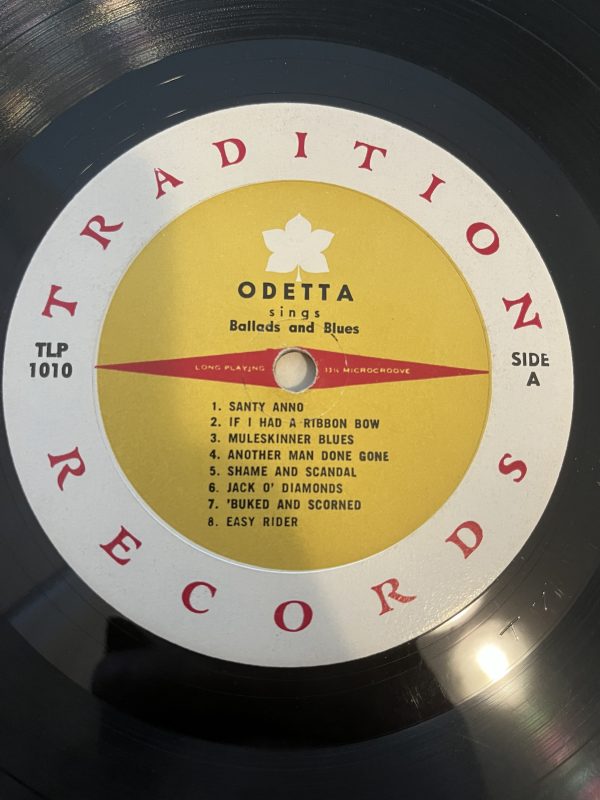 TRADITION
RECORDS
ODETTA
sings
Ballads and Blues
TLP
1010
SIDE
A
LONG PLAYING 33⅓ MICROGROOVE
1. SANTY ANNO
2. IF I HAD A RIBBON BOW
3. MULESKINNER BLUES
4. ANOTHER MAN DONE GONE
5. SHAME AND SCANDAL
6. JACK O' DIAMONDS
7. 'BUKED AND SCORNED
8. EASY RIDER